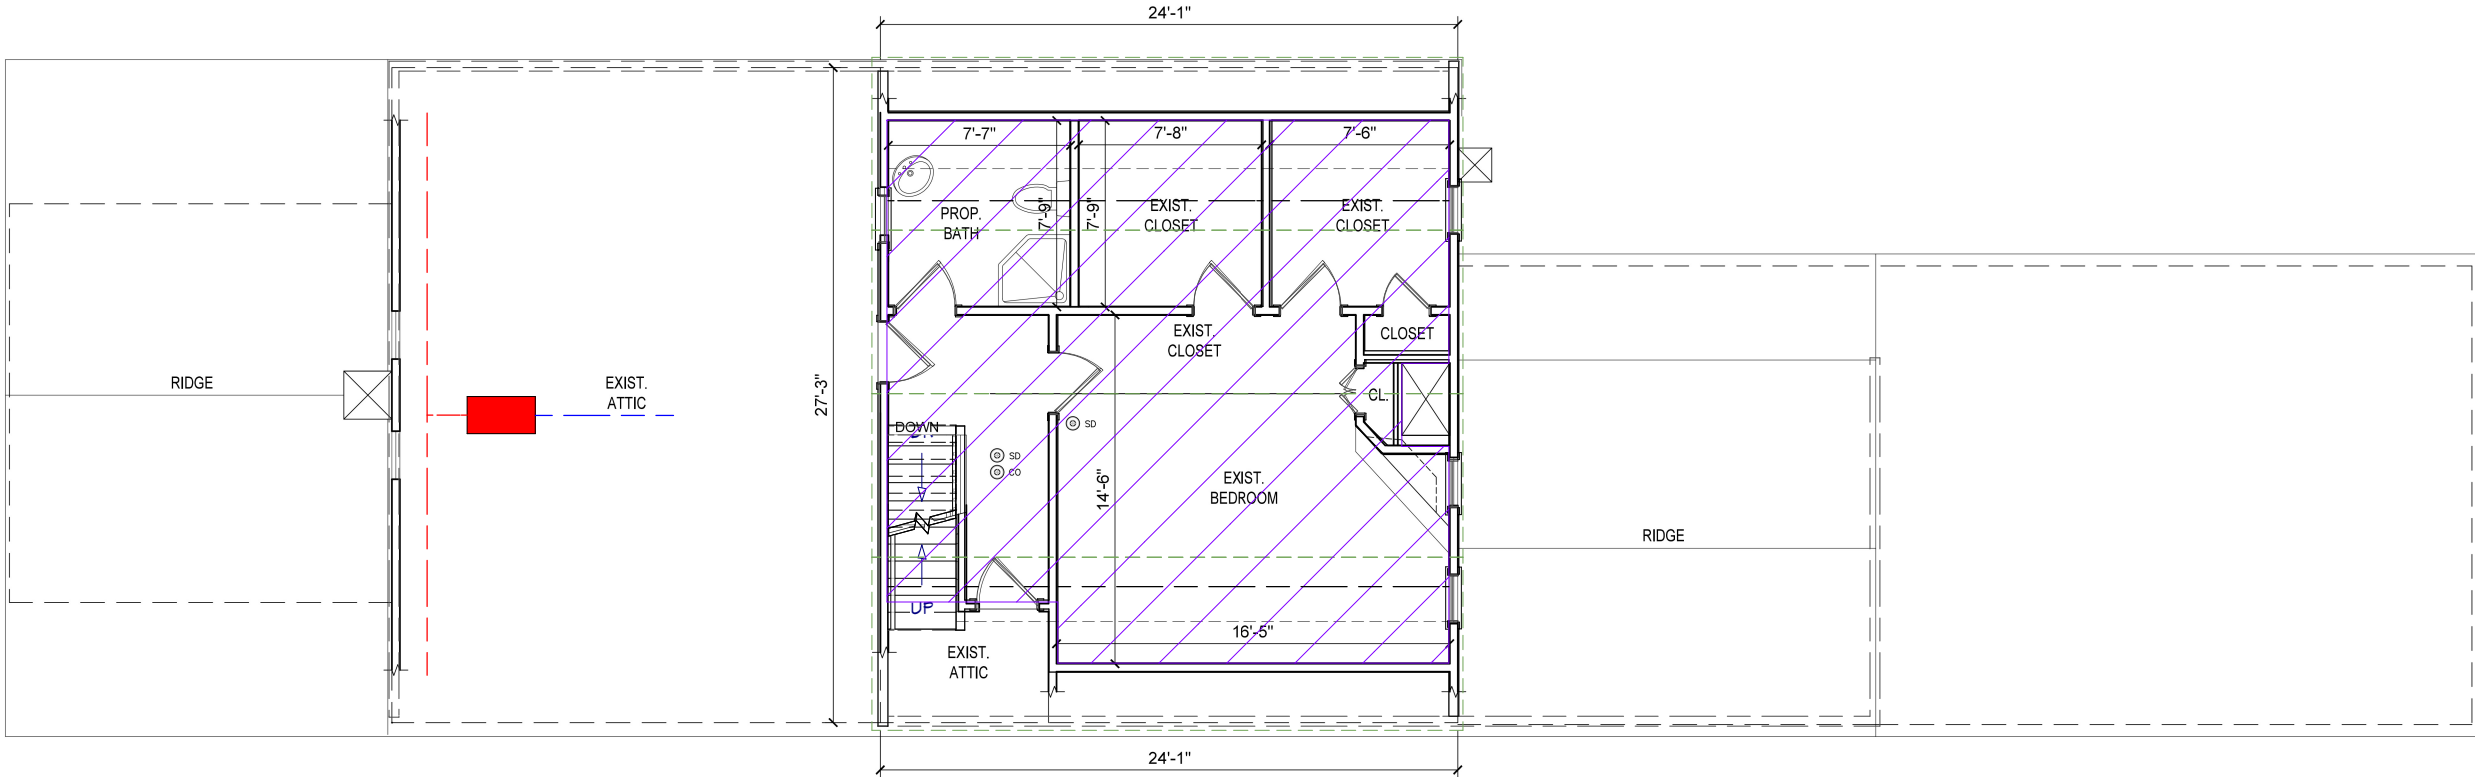 24'-1"
7'-7"
7'-8"
7'-6"
PROP.
BATH
7'-9"
7'-9"
EXIST.
CLOSET
EXIST.
CLOSET
EXIST.
CLOSET
CLOSET
RIDGE
EXIST.
ATTIC
27'-3"
CL.
DOWN
SD
SD
CO
14'-6"
EXIST.
BEDROOM
RIDGE
UP
16'-5"
EXIST.
ATTIC
24'-1"